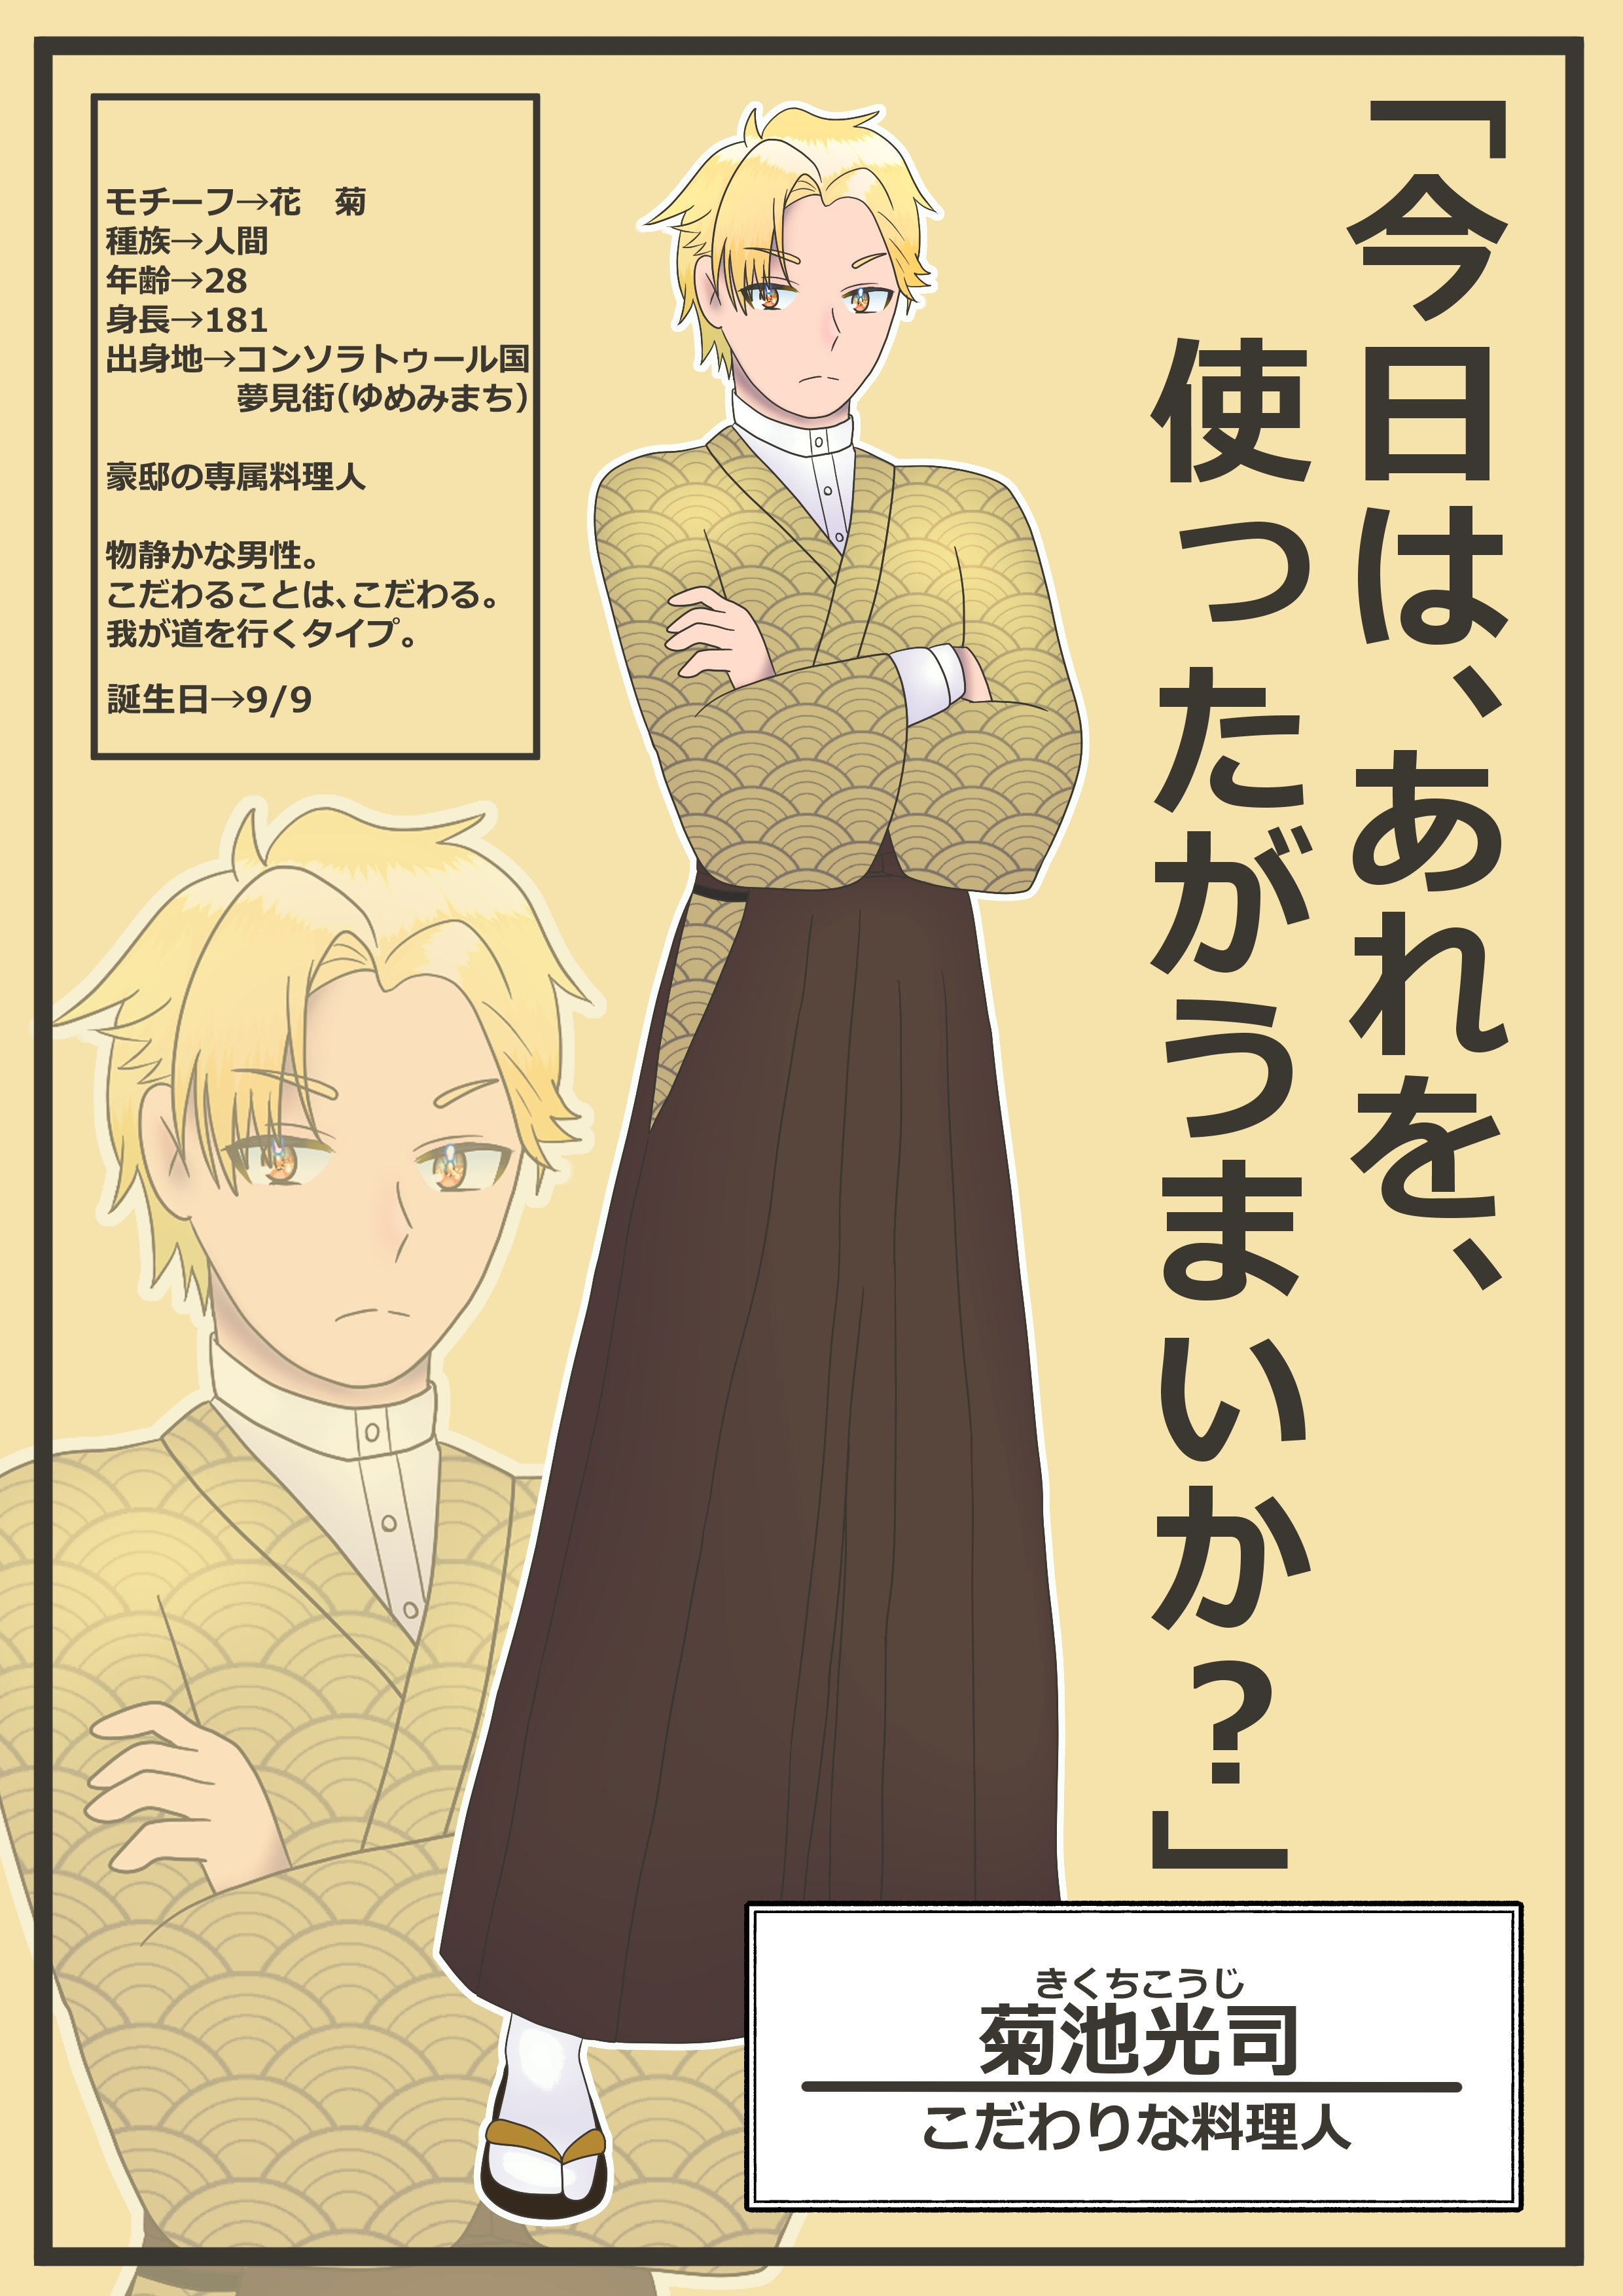 「今日は、あれを、
使ったがうまいか?」
モチーフ→花　菊
種族→人間
年齢→28
身長→181
出身地→コンソラトゥール国
夢見街(ゆめみまち)
豪邸の専属料理人
物静かな男性。
こだわることは、こだわる。
我が道を行くタイプ。
誕生日→9/9
きくちこうじ
菊池光司
こだわりな料理人